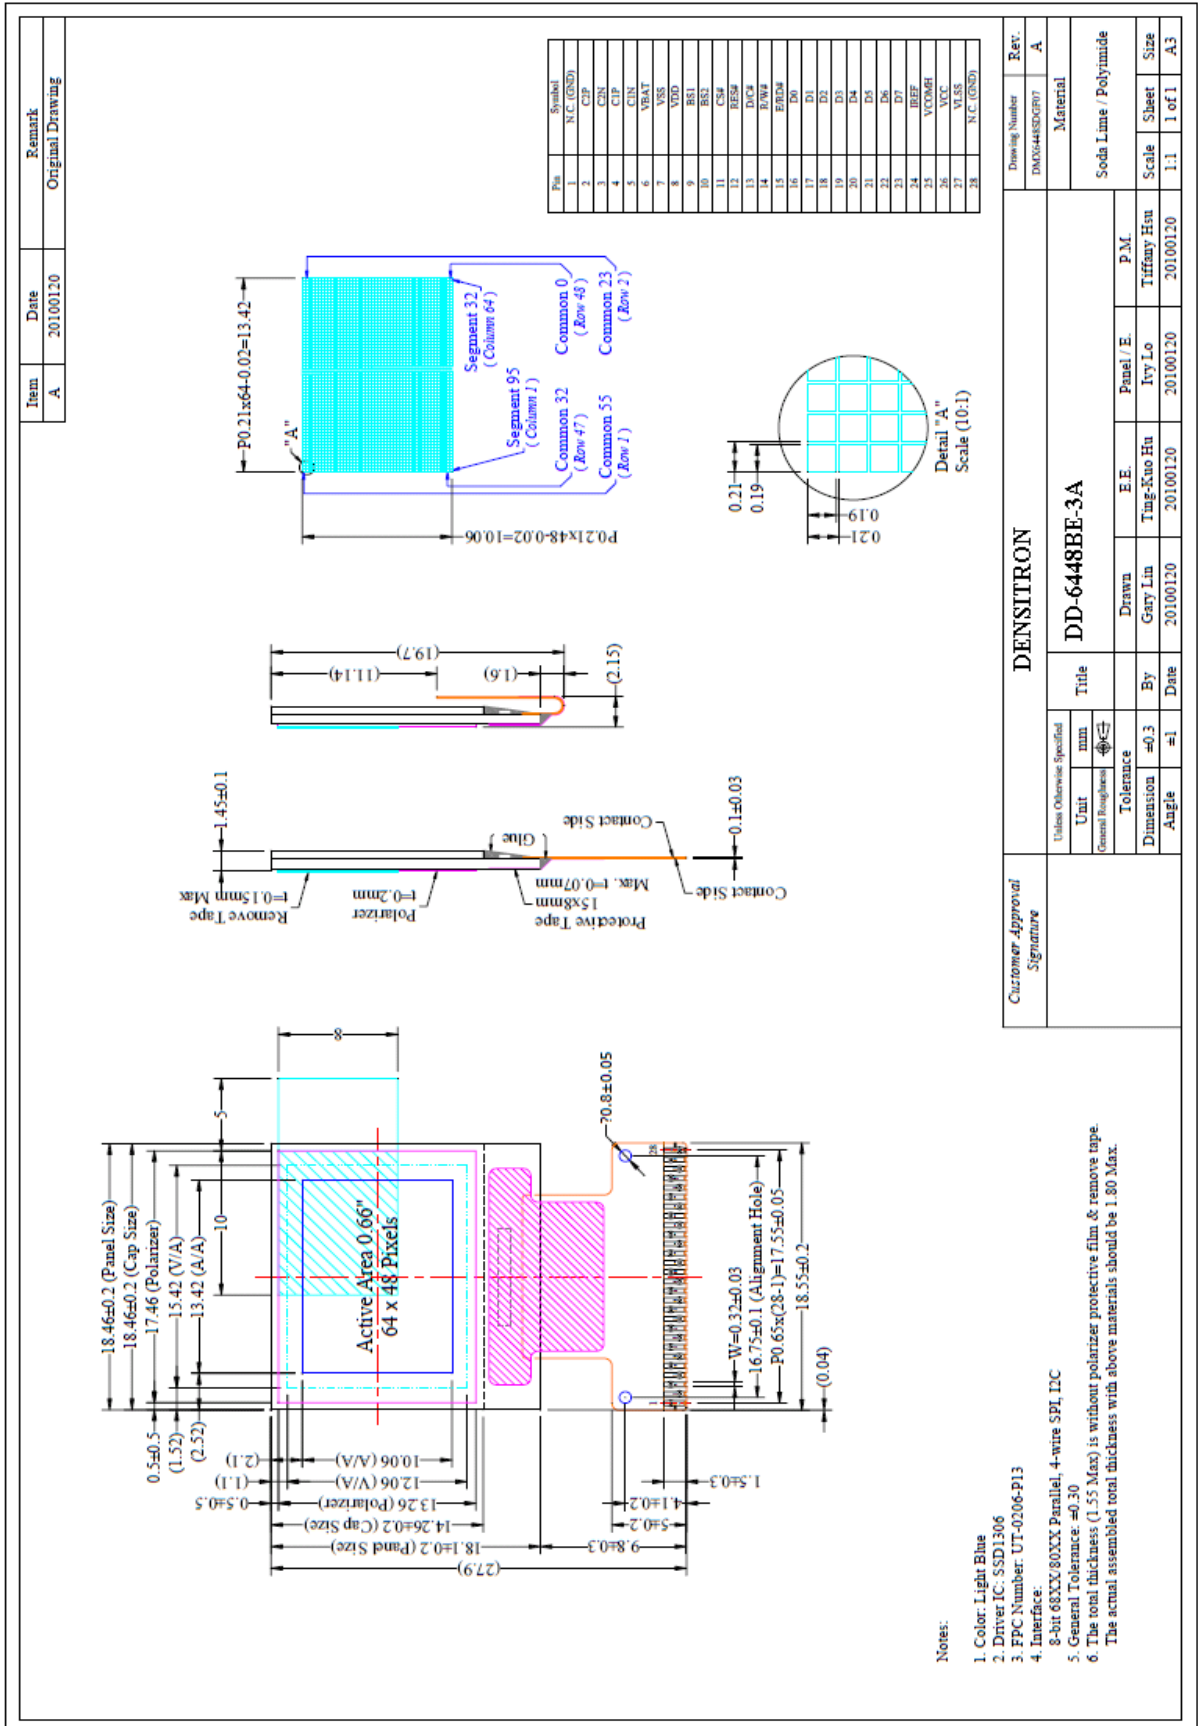 Item Date Remark
A 20100120 Original Drawing
18.46±0.2 (Panel Size)
18.46±0.2 (Cap Size)
17.46 (Polarizer)
15.42 (V/A)
13.42 (A/A)
10
5
8
0.5±0.5
(1.52)
(2.52)
(2.1)
10.06 (A/A)
(1.1)
12.06 (V/A)
0.5±0.5
13.26 (Polarizer)
14.26±0.2 (Cap Size)
18.1±0.2 (Panel Size)
(27.9)
Active Area 0.66"
64 x 48 Pixels
?0.8±0.05
1
28
1.5±0.3
4.1±0.2
5±0.2
9.8±0.3
W=0.32±0.03
16.75±0.1 (Alignment Hole)
P0.65x(28-1)=17.55±0.05
18.55±0.2
(0.04)
1.45±0.1
Remove Tape
t=0.15mm Max
Polarizer
t=0.2mm
Protective Tape
15x8mm
Max. t=0.07mm
Glue
Contact Side
Contact Side
0.1±0.03
(19.7)
(11.14)
(1.6)
(2.15)
P0.21x64-0.02=13.42
"A"
P0.21x48-0.02=10.06
Segment 95
( Column 1 )
Segment 32
( Column 64 )
Common 32
( Row 47 )
Common 0
( Row 48 )
Common 55
( Row 1 )
Common 23
( Row 2 )
0.21
0.19
0.19
0.21
Detail "A"
Scale (10:1)
Pin Symbol
1 N.C. (GND)
2 C2P
3 C2N
4 C1P
5 C1N
6 VBAT
7 VSS
8 VDD
9 BS1
10 BS2
11 CS#
12 RES#
13 D/C#
14 R/W#
15 E/RD#
16 D0
17 D1
18 D2
19 D3
20 D4
21 D5
22 D6
23 D7
24 IREF
25 VCOMH
26 VCC
27 VLSS
28 N.C. (GND)
Notes:
1. Color: Light Blue
2. Driver IC: SSD1306
3. FPC Number: UT-0206-P13
4. Interface:
8-bit 68XX/80XX Parallel, 4-wire SPI, I2C
5. General Tolerance: ±0.30
6. The total thickness (1.55 Max) is without polarizer protective film & remove tape.
The actual assembled total thickness with above materials should be 1.80 Max.
Customer Approval
Signature
DENSITRON
Drawing Number Rev.
DMX6448SDGF07 A
Unless Otherwise Specified
Unit mm
General Roughness
Tolerance
Dimension ±0.3
Angle ±1
Title
DD-6448BE-3A
Material
Soda Lime / Polyimide
Drawn E.E. Panel / E. P.M.
By Gary Lin Ting-Kuo Hu Ivy Lo Tiffany Hsu
Date 20100120 20100120 20100120 20100120
Scale Sheet Size
1:1 1 of 1 A3